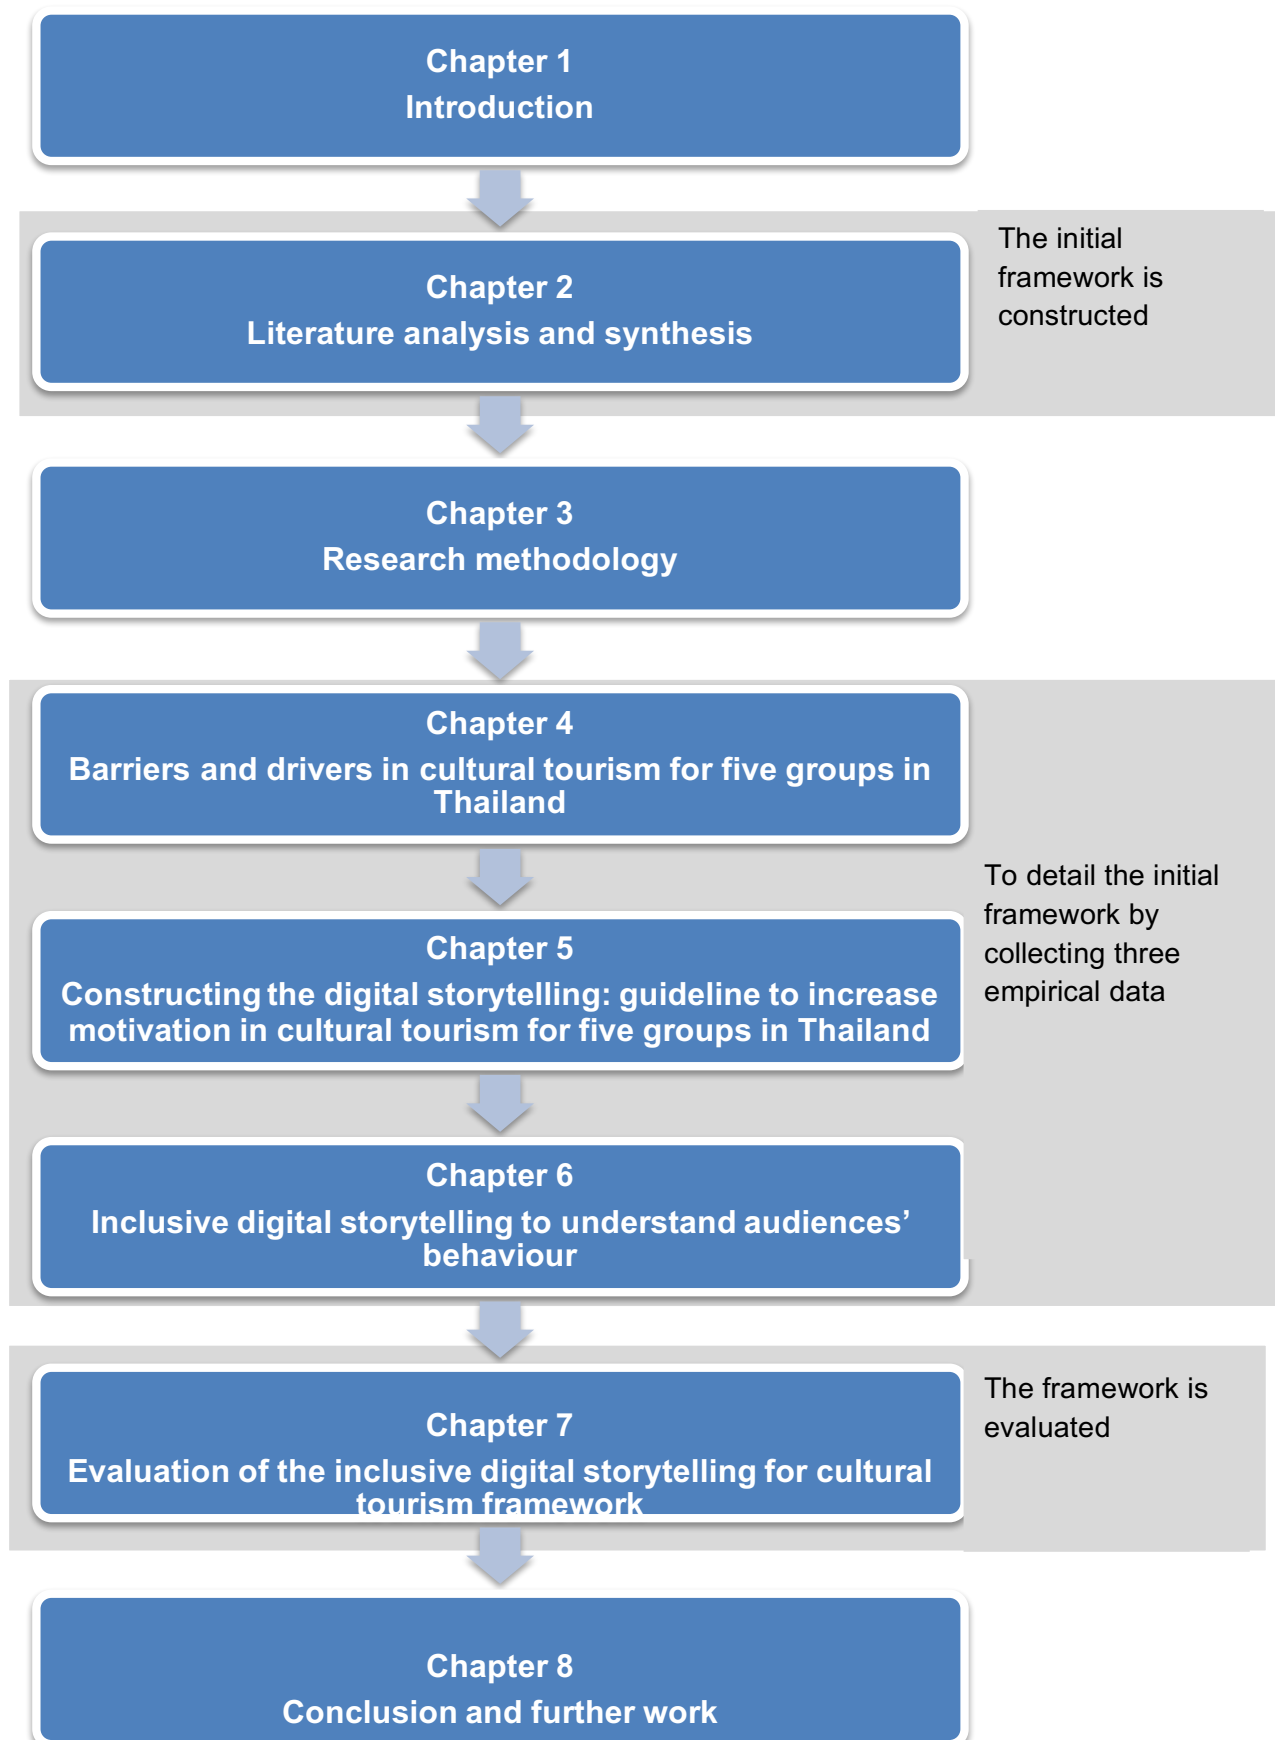 Chapter 1
Introduction
Chapter 2
Literature analysis and synthesis
The initial
framework is
constructed
Chapter 3
Research methodology
Chapter 4
Barriers and drivers in cultural tourism for five groups in
Thailand
Chapter 5
Constructing the digital storytelling: guideline to increase
motivation in cultural tourism for five groups in Thailand
To detail the initial
framework by
collecting three
empirical data
Chapter 6
Inclusive digital storytelling to understand audiences’
behaviour
Chapter 7
Evaluation of the inclusive digital storytelling for cultural
tourism framework
The framework is
evaluated
Chapter 8
Conclusion and further work